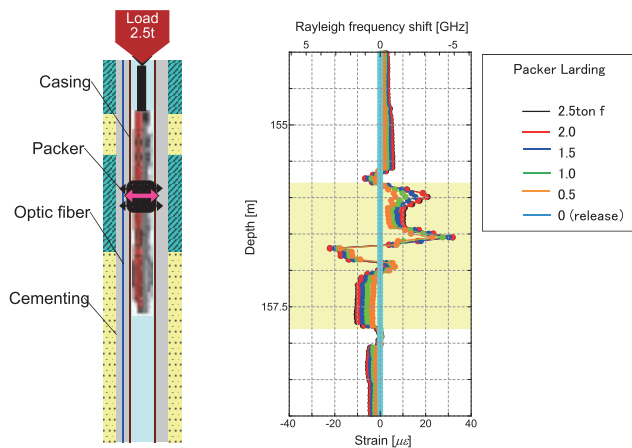 Load
2.5t
Casing
Packer
Optic fiber
Cementing
Rayleigh frequency shift [GHz]
5 0 -5
155
157.5
Depth [m]
-40 -20 0 20 40
Strain [με]
Packer Larding
2.5ton f
2.0
1.5
1.0
0.5
0 (release)